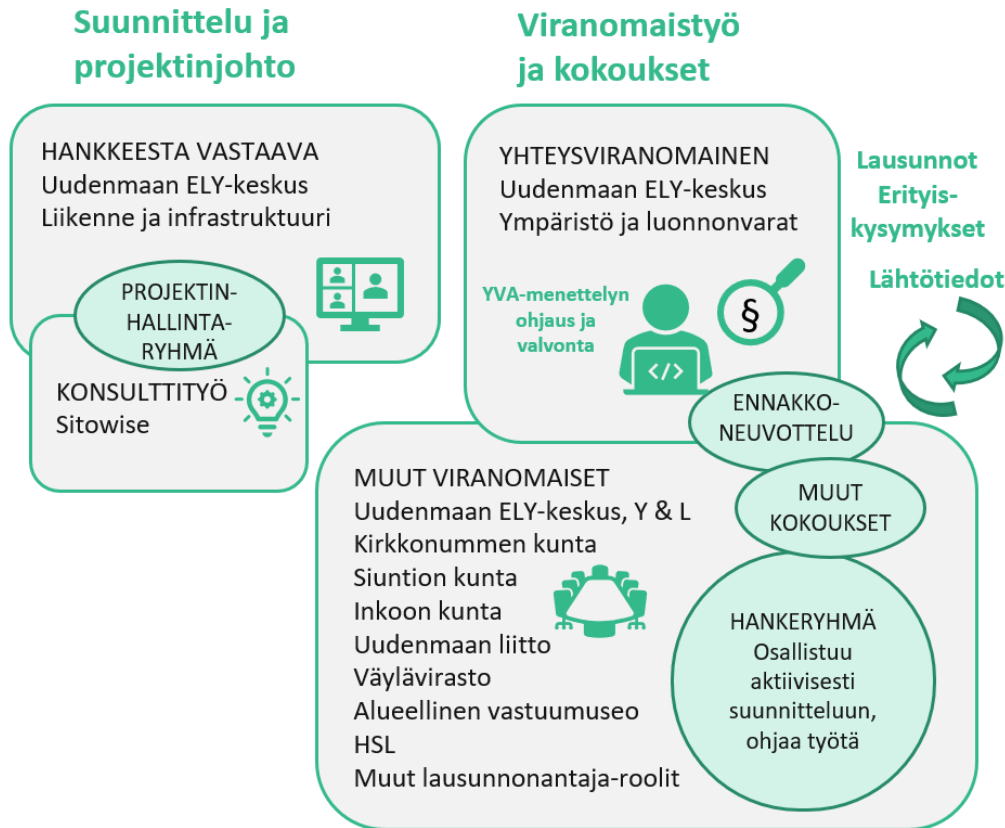 Suunnittelu ja
projektinjohto
HANKKEESTA VASTAAVA
Uudenmaan ELY-keskus
Liikenne ja infrastruktuuri
PROJEKTIN-
HALLINTA-
RYHMÄ
KONSULTTITYÖ
Sitowise
Viranomaistyö
ja kokoukset
YHTEYSVIRANOMAINEN
Uudenmaan ELY-keskus
Ympäristö ja luonnonvarat
YVA-menettelyn
ohjaus ja
valvonta
§
</>
Lausunnot
Erityis-
kysymykset
Lähtötiedot
ENNAKKO-
NEUVOTTELU
MUUT
KOKOUKSET
MUUT VIRANOMAISET
Uudenmaan ELY-keskus, Y & L
Kirkkonummen kunta
Siuntion kunta
Inkoon kunta
Uudenmaan liitto
Väylävirasto
Alueellinen vastuumuseo
HSL
Muut lausunnonantaja-roolit
HANKERYHMÄ
Osallistuu
aktiivisesti
suunnitteluun,
ohjaa työtä